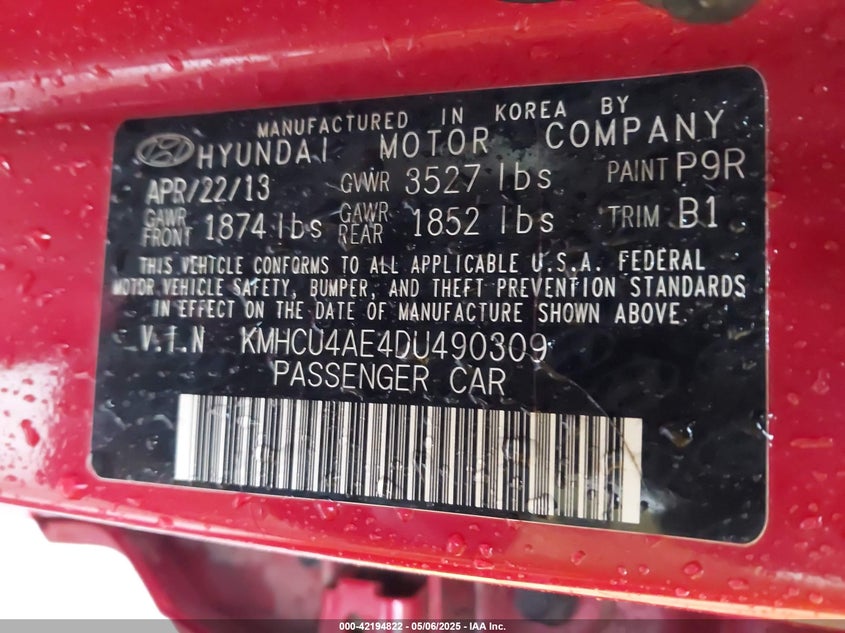 MANUFACTURED IN KOREA BY
HYUNDAI MOTOR COMPANY
APR/22/13 GVWR 3527 lbs PAINT P9R
GAWR FRONT 1874 lbs GAWR REAR 1852 lbs TRIM B1
THIS VEHICLE CONFORMS TO ALL APPLICABLE U.S.A. FEDERAL
MOTOR VEHICLE SAFETY, BUMPER, AND THEFT PREVENTION STANDARDS
IN EFFECT ON THE DATE OF MANUFACTURE SHOWN ABOVE.
V.I.N KMHCU4AE4DU490309
PASSENGER CAR
000-42194822 - 05/06/2025 - IAA Inc.